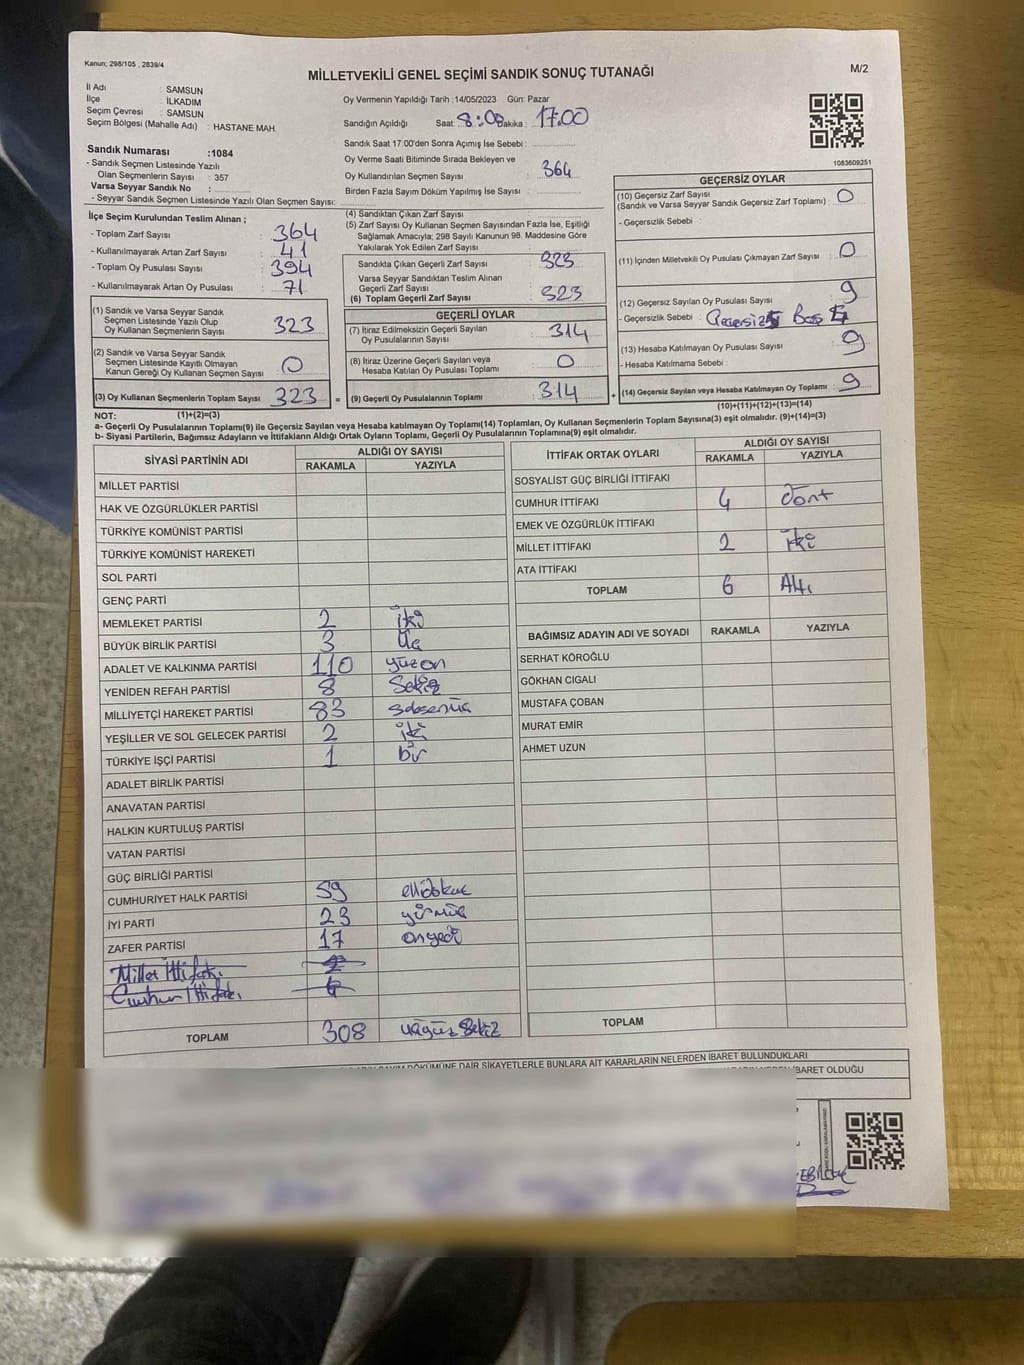 Kanun; 298/105 , 2839/4
MİLLETVEKİLİ GENEL SEÇİMİ SANDIK SONUÇ TUTANAĞI
M/2
İl Adı : SAMSUN
İlçe : İLKADIM
Seçim Çevresi : SAMSUN
Seçim Bölgesi (Mahalle Adı) : HASTANE MAH.
Sandık Numarası :1084
- Sandık Seçmen Listesinde Yazılı
Olan Seçmenlerin Sayısı : 357
Varsa Seyyar Sandık No :
- Seyyar Sandık Seçmen Listesinde Yazılı Olan Seçmen Sayısı:
Oy Vermenin Yapıldığı Tarih :14/05/2023 Gün: Pazar
Sandığın Açıldığı Saat 8:00 Dakika : 17:00
Sandık Saat 17:00'den Sonra Açımış İse Sebebi :
Oy Verme Saati Bitiminde Sırada Bekleyen ve
Oy Kullandırılan Seçmen Sayısı 364
Birden Fazla Sayım Döküm Yapılmış İse Sayısı :
1083609251
İlçe Seçim Kurulundan Teslim Alınan ;
- Toplam Zarf Sayısı : 364
- Kullanılmayarak Artan Zarf Sayısı : 41
- Toplam Oy Pusulası Sayısı : 394
- Kullanılmayarak Artan Oy Pusulası : 71
(1) Sandık ve Varsa Seyyar Sandık
Seçmen Listesinde Yazılı Olup
Oy Kullanan Seçmenlerin Sayısı 323
(2) Sandık ve Varsa Seyyar Sandık
Seçmen Listesinde Kayıtlı Olmayan
Kanun Gereği Oy Kullanan Seçmen Sayısı 0
(3) Oy Kullanan Seçmenlerin Toplam Sayısı 323 =
(4) Sandıktan Çıkan Zarf Sayısı :
(5) Zarf Sayısı Oy Kullanan Seçmen Sayısından Fazla İse, Eşitliği
Sağlamak Amacıyla; 298 Sayılı Kanunun 98. Maddesine Göre
Yakılarak Yok Edilen Zarf Sayısı :
Sandıkta Çıkan Geçerli Zarf Sayısı : 323
Varsa Seyyar Sandıktan Teslim Alınan
Geçerli Zarf Sayısı :
(6) Toplam Geçerli Zarf Sayısı : 323
GEÇERLİ OYLAR
(7) İtiraz Edilmeksizin Geçerli Sayılan
Oy Pusulalarının Sayısı : 314
(8) İtiraz Üzerine Geçerli Sayılan veya
Hesaba Katılan Oy Pusulası Toplamı 0
(9) Geçerli Oy Pusulalarının Toplamı 314 +
GEÇERSİZ OYLAR
(10) Geçersiz Zarf Sayısı
(Sandık ve Varsa Seyyar Sandık Geçersiz Zarf Toplamı) : 0
- Geçersizlik Sebebi :
(11) İçinden Milletvekili Oy Pusulası Çıkmayan Zarf Sayısı : 0
(12) Geçersiz Sayılan Oy Pusulası Sayısı : 9
- Geçersizlik Sebebi : Boş
(13) Hesaba Katılmayan Oy Pusulası Sayısı : 9
- Hesaba Katılmama Sebebi :
(14) Geçersiz Sayılan veya Hesaba Katılmayan Oy Toplamı 9
(10)+(11)+(12)+(13)=(14)
NOT: (1)+(2)=(3)
a- Geçerli Oy Pusulalarının Toplamı(9) ile Geçersiz Sayılan veya Hesaba katılmayan Oy Toplamı(14) Toplamları, Oy Kullanan Seçmenlerin Toplam Sayısına(3) eşit olmalıdır. (9)+(14)=(3)
b- Siyasi Partilerin, Bağımsız Adayların ve İttifakların Aldığı Ortak Oyların Toplamı, Geçerli Oy Pusulalarının Toplamına(9) eşit olmalıdır.
SİYASİ PARTİNİN ADI ALDIĞI OY SAYISI
RAKAMLA YAZIYLA
MİLLET PARTİSİ
HAK VE ÖZGÜRLÜKLER PARTİSİ
TÜRKİYE KOMÜNİST PARTİSİ
TÜRKİYE KOMÜNİST HAREKETİ
SOL PARTİ
GENÇ PARTİ
MEMLEKET PARTİSİ 2 iki
BÜYÜK BİRLİK PARTİSİ 3 üç
ADALET VE KALKINMA PARTİSİ 110 yüzon
YENİDEN REFAH PARTİSİ 8 Sekiz
MİLLİYETÇİ HAREKET PARTİSİ 83 seksenüç
YEŞİLLER VE SOL GELECEK PARTİSİ 2 iki
TÜRKİYE İŞÇİ PARTİSİ 1 bir
ADALET BİRLİK PARTİSİ
ANAVATAN PARTİSİ
HALKIN KURTULUŞ PARTİSİ
VATAN PARTİSİ
GÜÇ BİRLİĞİ PARTİSİ
CUMHURİYET HALK PARTİSİ 59 ellidokuz
İYİ PARTİ 23 yirmiüç
ZAFER PARTİSİ 17 onyedi
Millet İttifakı 2
Cumhur İttifakı 4
TOPLAM 308 üçyüz Sekiz
İTTİFAK ORTAK OYLARI ALDIĞI OY SAYISI
RAKAMLA YAZIYLA
SOSYALİST GÜÇ BİRLİĞİ İTTİFAKI
CUMHUR İTTİFAKI 4 Dört
EMEK VE ÖZGÜRLÜK İTTİFAKI
MİLLET İTTİFAKI 2 iki
ATA İTTİFAKI
TOPLAM 6 Altı
BAĞIMSIZ ADAYIN ADI VE SOYADI RAKAMLA YAZIYLA
SERHAT KÖROĞLU
GÖKHAN CIGALI
MUSTAFA ÇOBAN
MURAT EMİR
AHMET UZUN
TOPLAM
DÖKÜMÜNE DAİR ŞİKAYETLERLE BUNLARA AİT KARARLARIN NELERDEN İBARET BULUNDUKLARI
İBARET OLDUĞU